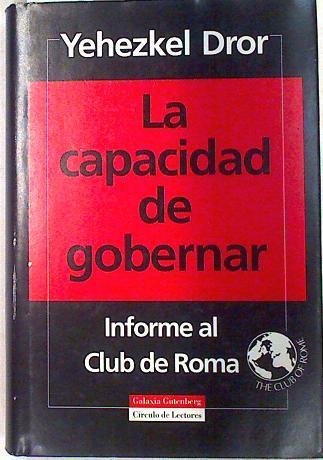 Yehezkel Dror
La
capacidad
de
gobernar
Informe al
Club de Roma
THE CLUB OF ROME
Galaxia Gutenberg
Círculo de Lectores